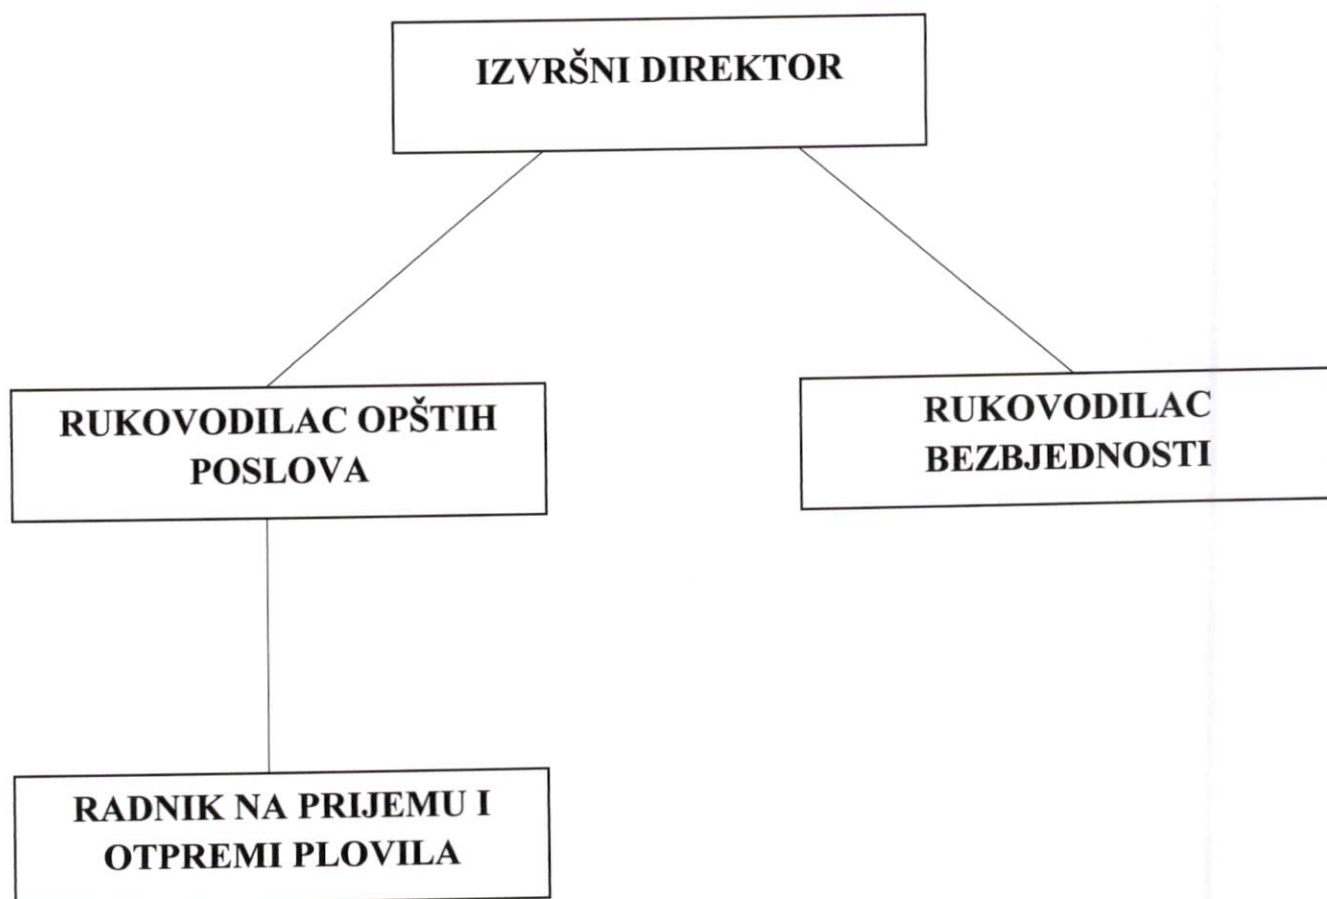 IZVRŠNI DIREKTOR
RUKOVODILAC OPŠTIH
POSLOVA
RUKOVODILAC
BEZBJEDNOSTI
RADNIK NA PRIJEMU I
OTPREMI PLOVILA